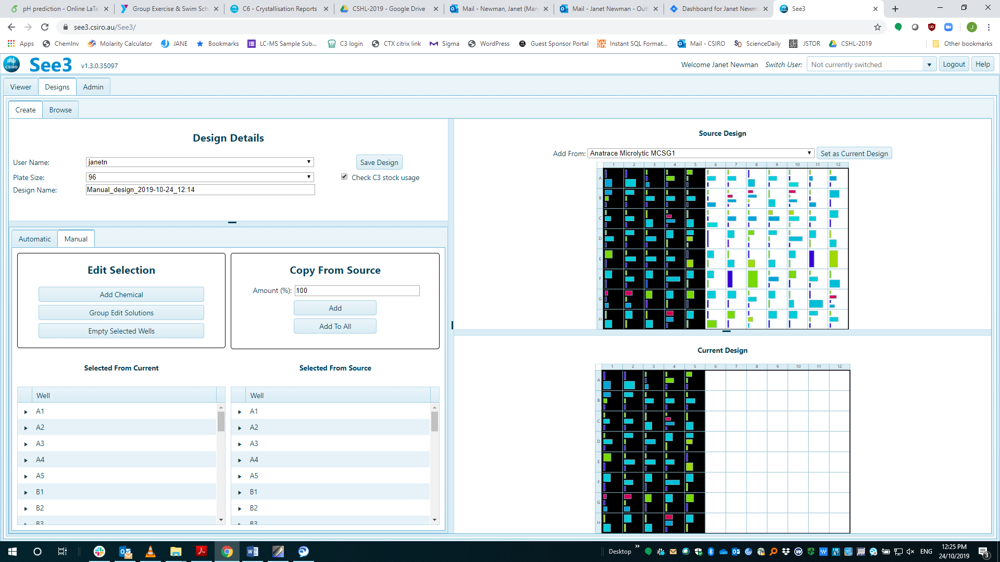 pH prediction - Online LaTe
Group Exercise & Swim Sch
C6 - Crystallisation Reports
CSHL-2019 - Google Drive
Mail - Newman, Janet (Man
Mail - Janet Newman - Out
Dashboard for Janet Newm
See3
see3.csiro.au/See3/
J
Apps
ChemInv
Molarity Calculator
JANE
Bookmarks
LC-MS Sample Sub...
C3 login
CTX citrix link
Sigma
WordPress
Guest Sponsor Portal
Instant SQL Format...
Mail - CSIRO
ScienceDaily
JSTOR
CSHL-2019
Other bookmarks
CSIRO
See3 v1.3.0.35097
Welcome Janet Newman Switch User: Not currently switched Logout Help
Viewer Designs Admin
Create Browse
Design Details
User Name: janetn Save Design
Plate Size: 96 Check C3 stock usage
Design Name: Manual_design_2019-10-24_12:14
Automatic Manual
Edit Selection
Add Chemical
Group Edit Solutions
Empty Selected Wells
Copy From Source
Amount (%): 100
Add
Add To All
Selected From Current
Well
A1
A2
A3
A4
A5
B1
B2
B3
Selected From Source
Well
A1
A2
A3
A4
A5
B1
B2
B3
Source Design
Add From: Anatrace Microlytic MCSG1 Set as Current Design
1 2 3 4 5 6 7 8 9 10 11 12
A
B
C
D
E
F
G
H
Current Design
1 2 3 4 5 6 7 8 9 10 11 12
A
B
C
D
E
F
G
H
Desktop
ENG
12:25 PM
24/10/2019
3